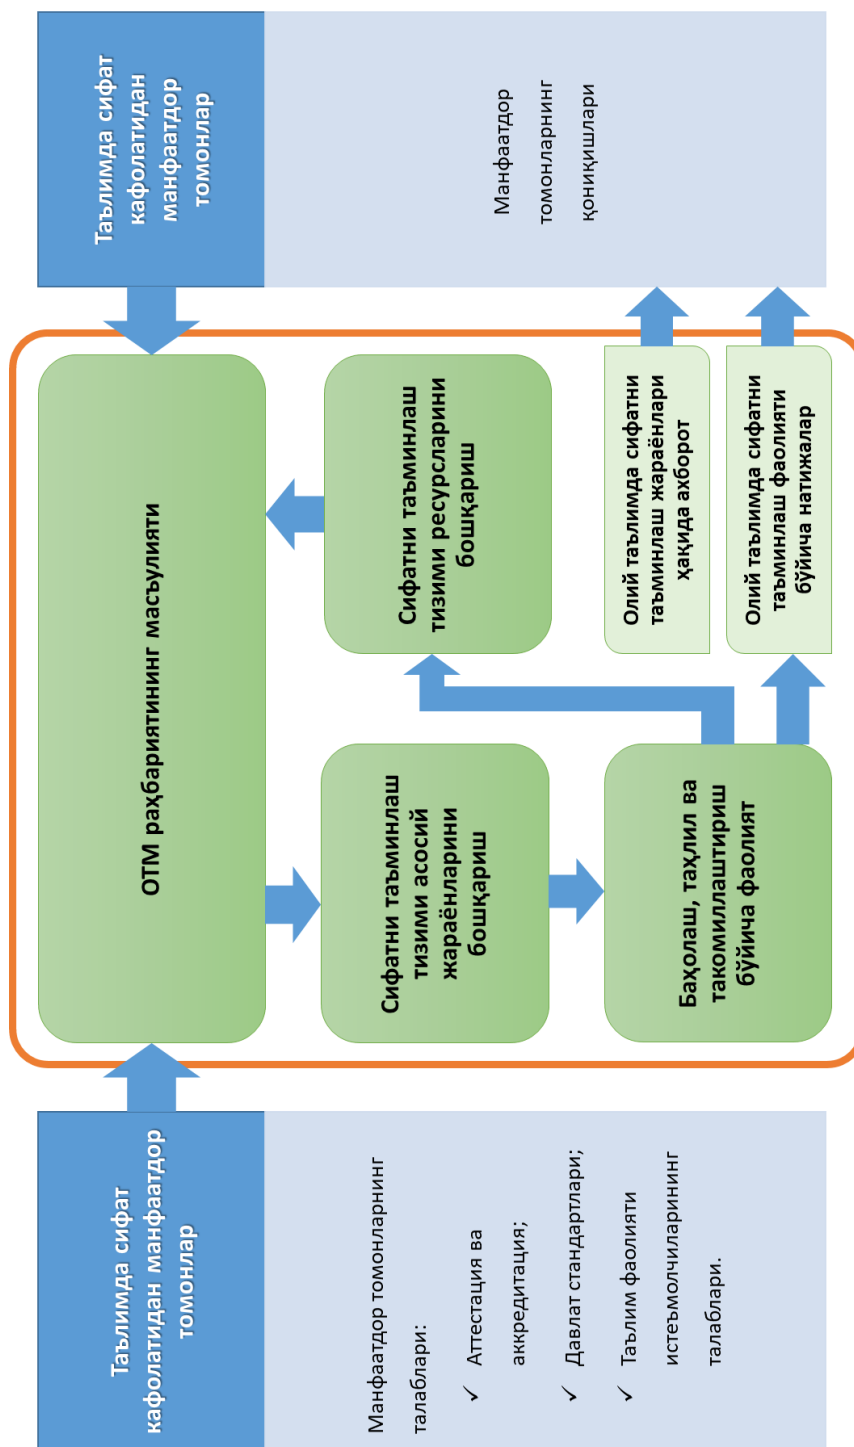 Таълимда сифат
кафолатидан манфаатдор
томонлар
Манфаатдор томонларнинг
талаблари:
✓ Аттестация ва
аккредитация;
✓ Давлат стандартлари;
✓ Таълим фаолияти
истеъмолчиларининг
талаблари.
ОТМ раҳбариятининг масъулияти
Сифатни таъминлаш
тизими асосий
жараёнларини
бошқариш
Сифатни таъминлаш
тизими ресурсларини
бошқариш
Баҳолаш, таҳлил ва
такомиллаштириш
бўйича фаолият
Олий таълимда сифатни
таъминлаш жараёнлари
ҳақида ахборот
Олий таълимда сифатни
таъминлаш фаолияти
бўйича натижалар
Таълимда сифат
кафолатидан
манфаатдор
томонлар
Манфаатдор
томонларнинг
қониқишлари